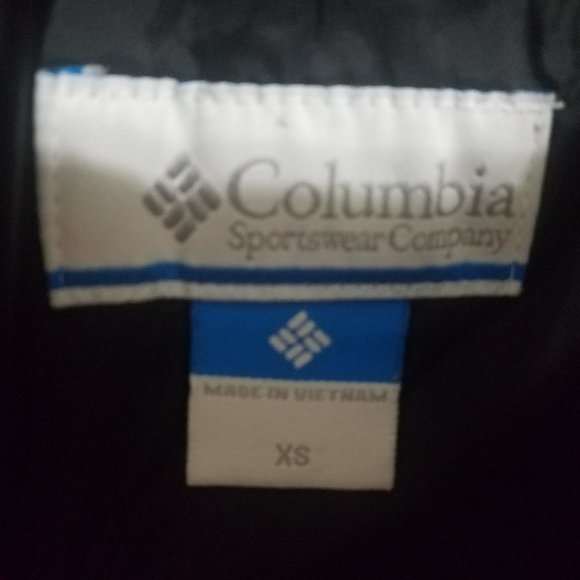 Columbia
Sportswear Company
MADE IN VIETNAM
XS